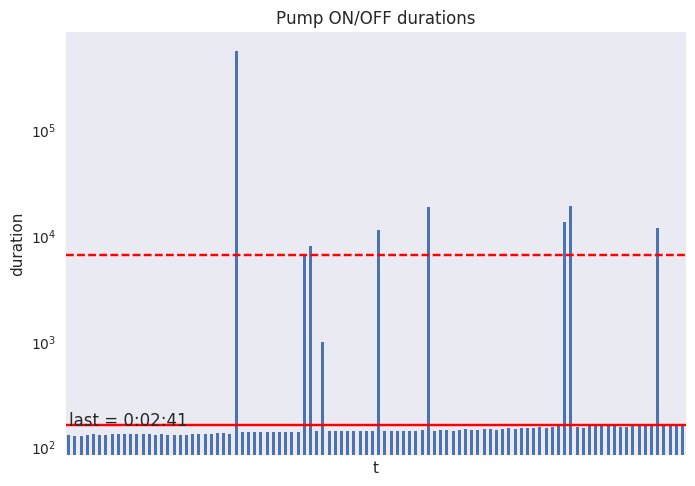 Pump ON/OFF durations
duration
10^5
10^4
10^3
10^2
last = 0:02:41
t